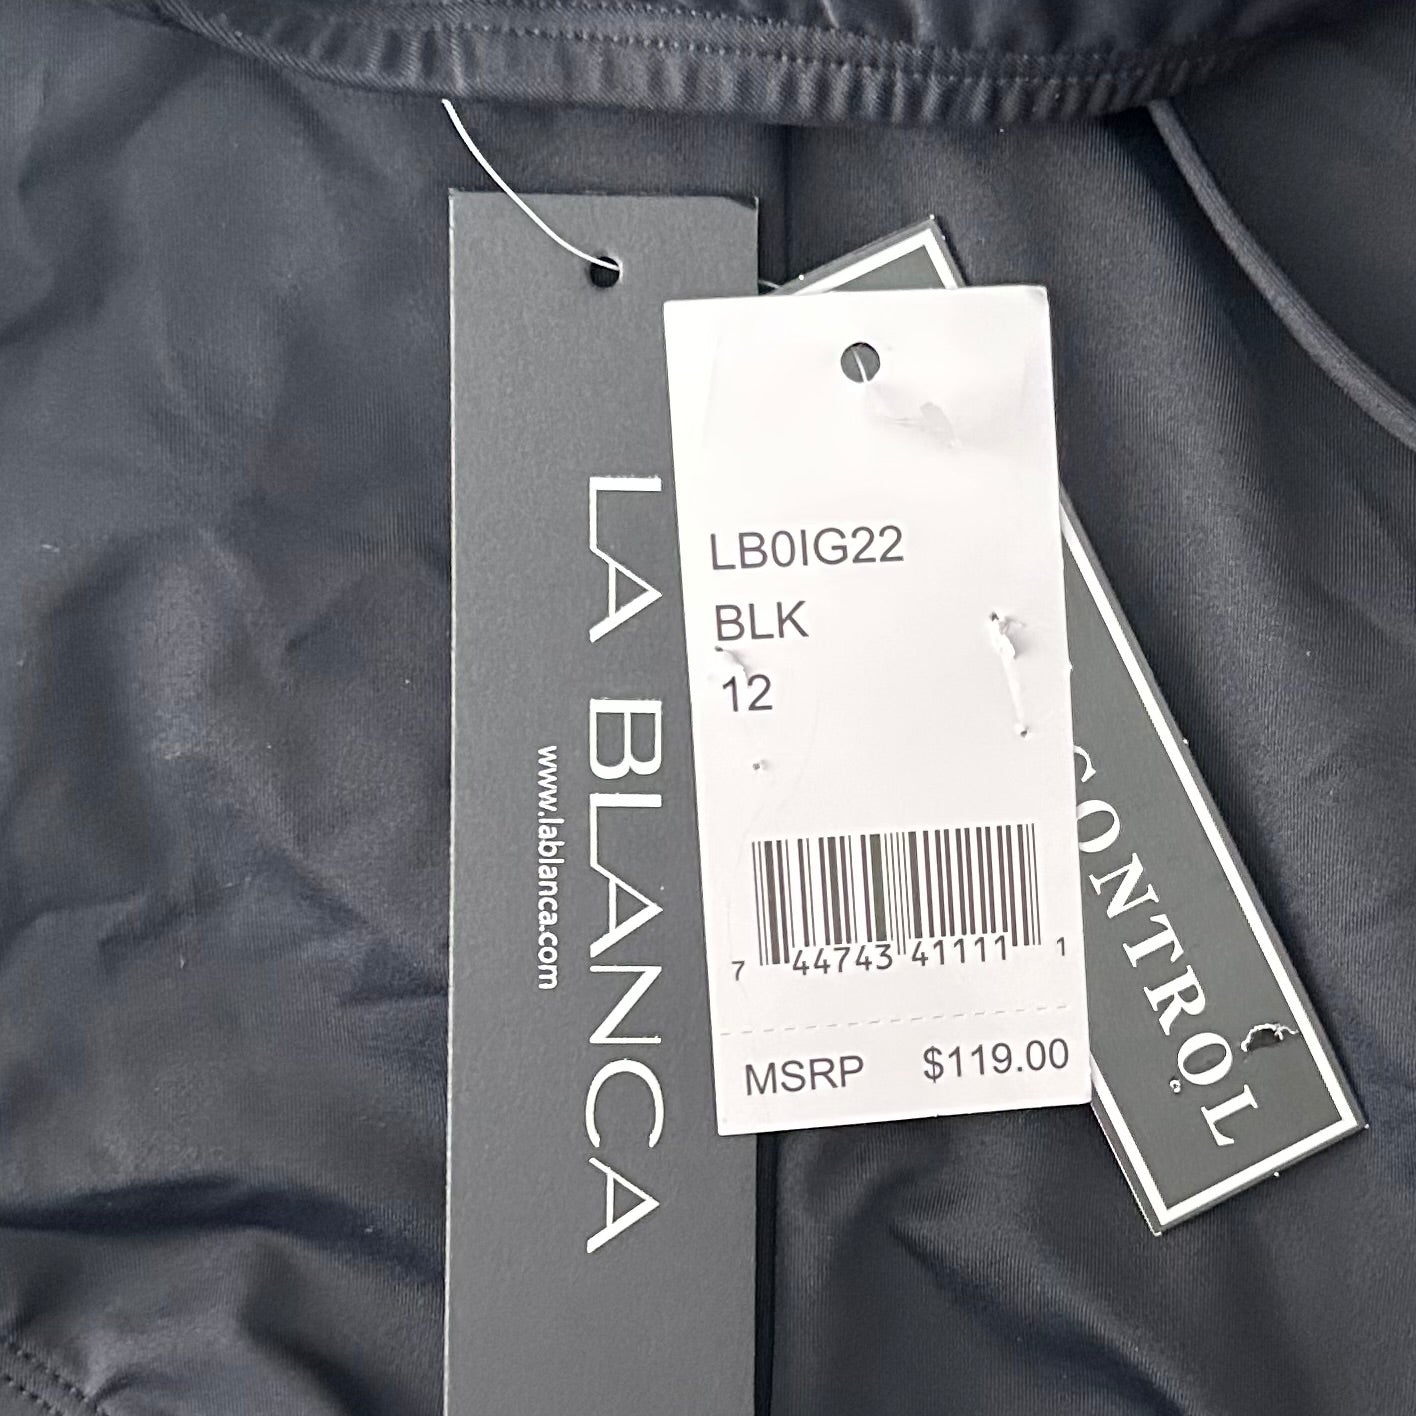 LA BLANCA
www.lablanca.com
LB0IG22
BLK
12
7 44743 41111 1
MSRP $119.00
CONTROL